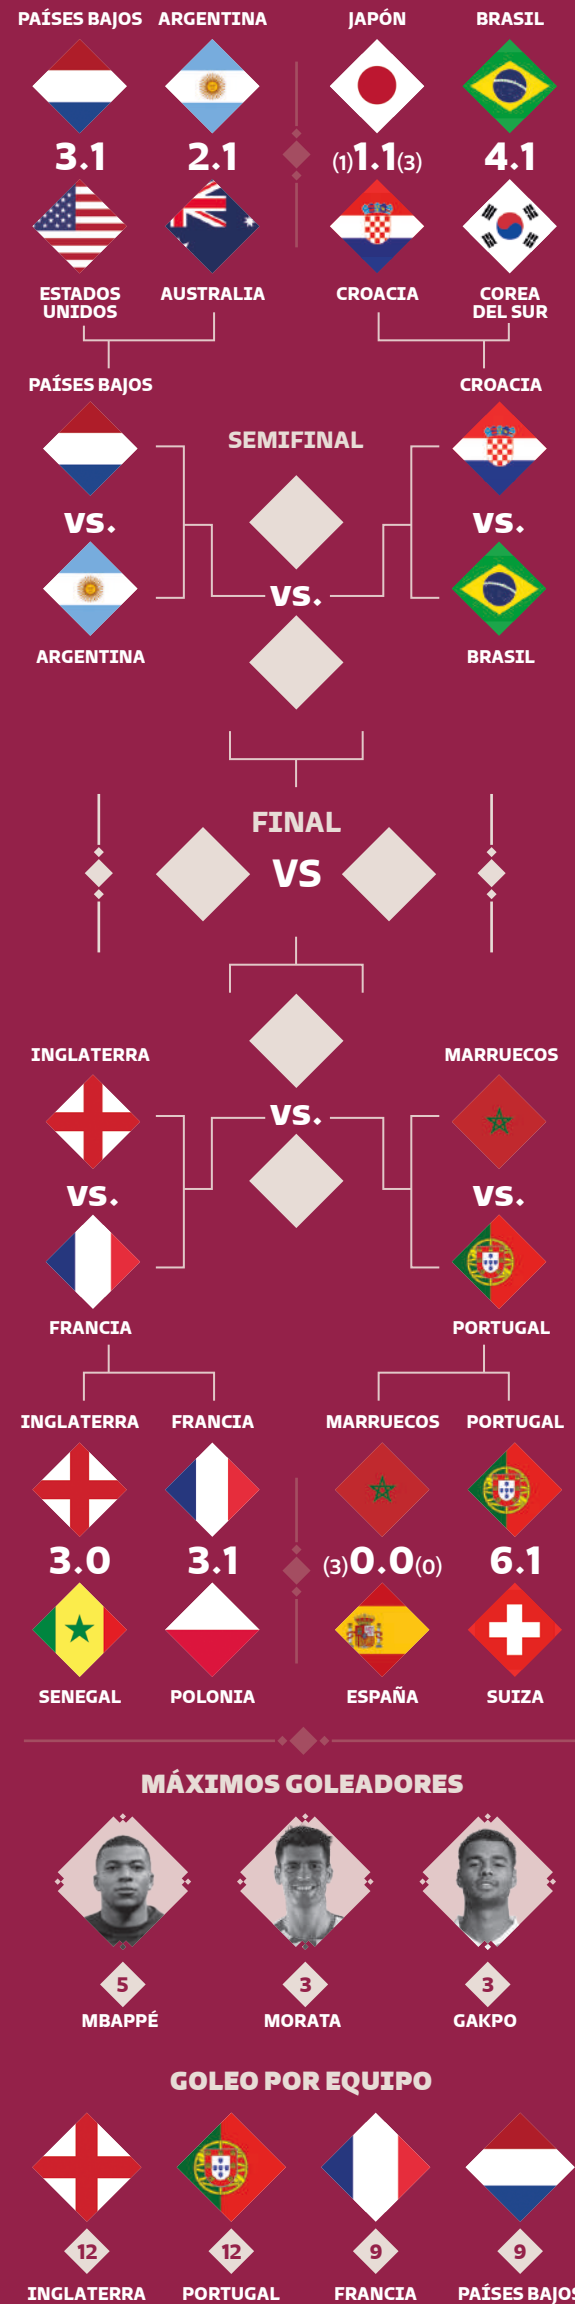 PAÍSES BAJOS ARGENTINA JAPÓN BRASIL
3.1 2.1 (1)1.1(3) 4.1
ESTADOS UNIDOS AUSTRALIA CROACIA COREA DEL SUR
PAÍSES BAJOS CROACIA
SEMIFINAL
vs. vs.
vs.
ARGENTINA BRASIL
FINAL
VS
INGLATERRA MARRUECOS
vs.
vs. vs.
FRANCIA PORTUGAL
INGLATERRA FRANCIA MARRUECOS PORTUGAL
3.0 3.1 (3)0.0(0) 6.1
SENEGAL POLONIA ESPAÑA SUIZA
MÁXIMOS GOLEADORES
5 3 3
MBAPPÉ MORATA GAKPO
GOLEO POR EQUIPO
12 12 9 9
INGLATERRA PORTUGAL FRANCIA PAÍSES BAJOS